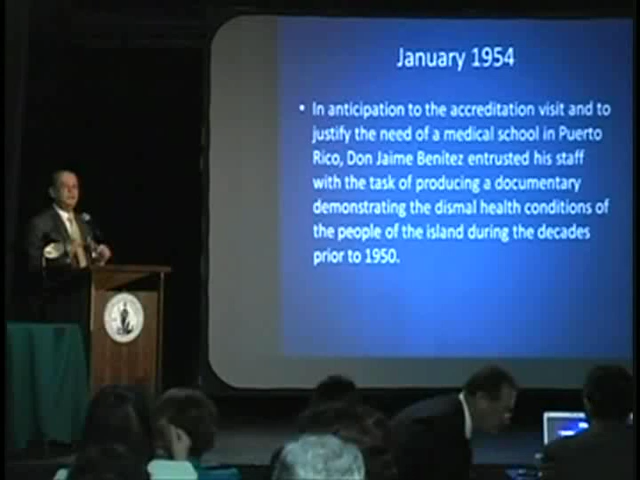 January 1954
• In anticipation to the accreditation visit and to
justify the need of a medical school in Puerto
Rico, Don Jaime Benítez entrusted his staff
with the task of producing a documentary
demonstrating the dismal health conditions of
the people of the island during the decades
prior to 1950.